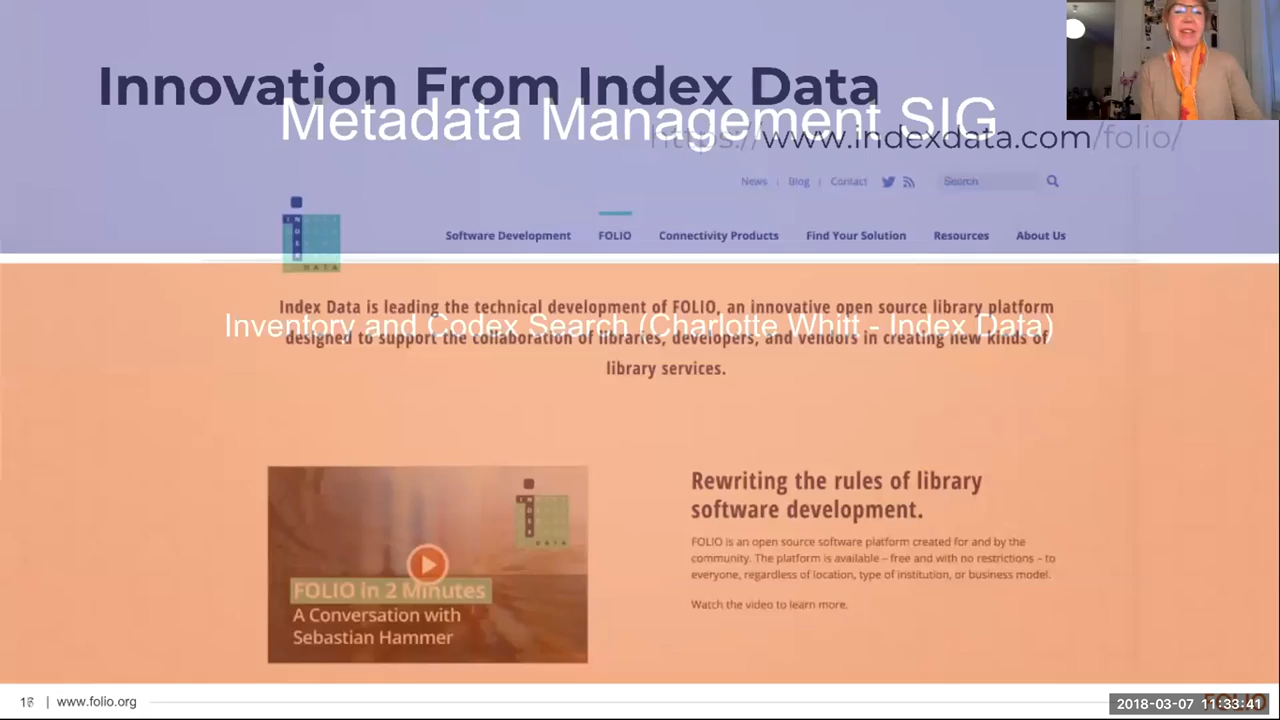 Innovation From Index Data
Metadata Management SIG
https://www.indexdata.com/folio/
News | Blog | Contact Search
Software Development FOLIO Connectivity Products Find Your Solution Resources About Us
INDEX
DATA
Index Data is leading the technical development of FOLIO, an innovative open source library platform
Inventory and Codex Search (Charlotte Whitt - Index Data)
designed to support the collaboration of libraries, developers, and vendors in creating new kinds of
library services.
Rewriting the rules of library
software development.
FOLIO is an open source software platform created for and by the
community. The platform is available – free and with no restrictions – to
everyone, regardless of location, type of institution, or business model.
Watch the video to learn more.
FOLIO in 2 Minutes
A Conversation with
Sebastian Hammer
| www.folio.org
FOLIO
2018-03-07 11:33:41